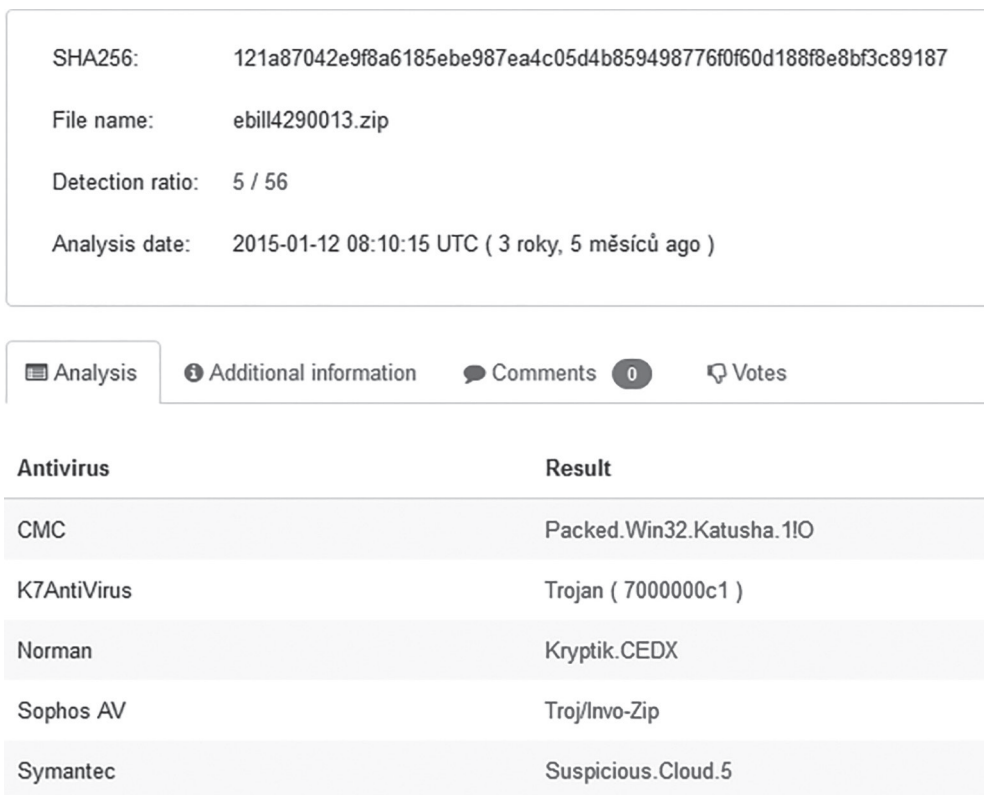 SHA256: 121a87042e9f8a6185ebe987ea4c05d4b859498776f0f60d188f8e8bf3c89187
File name: ebill4290013.zip
Detection ratio: 5 / 56
Analysis date: 2015-01-12 08:10:15 UTC ( 3 roky, 5 měsíců ago )
Analysis Additional information Comments 0 Votes
Antivirus Result
CMC Packed.Win32.Katusha.1!O
K7AntiVirus Trojan ( 7000000c1 )
Norman Kryptik.CEDX
Sophos AV Troj/Invo-Zip
Symantec Suspicious.Cloud.5